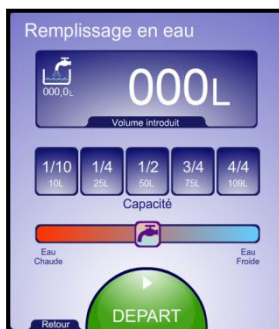 Remplissage en eau
000,0L
000L
Volume introduit
1/10 1/4 1/2 3/4 4/4
10L 25L 50L 75L 109L
Capacité
Eau Chaude
Eau Froide
DEPART
Retour